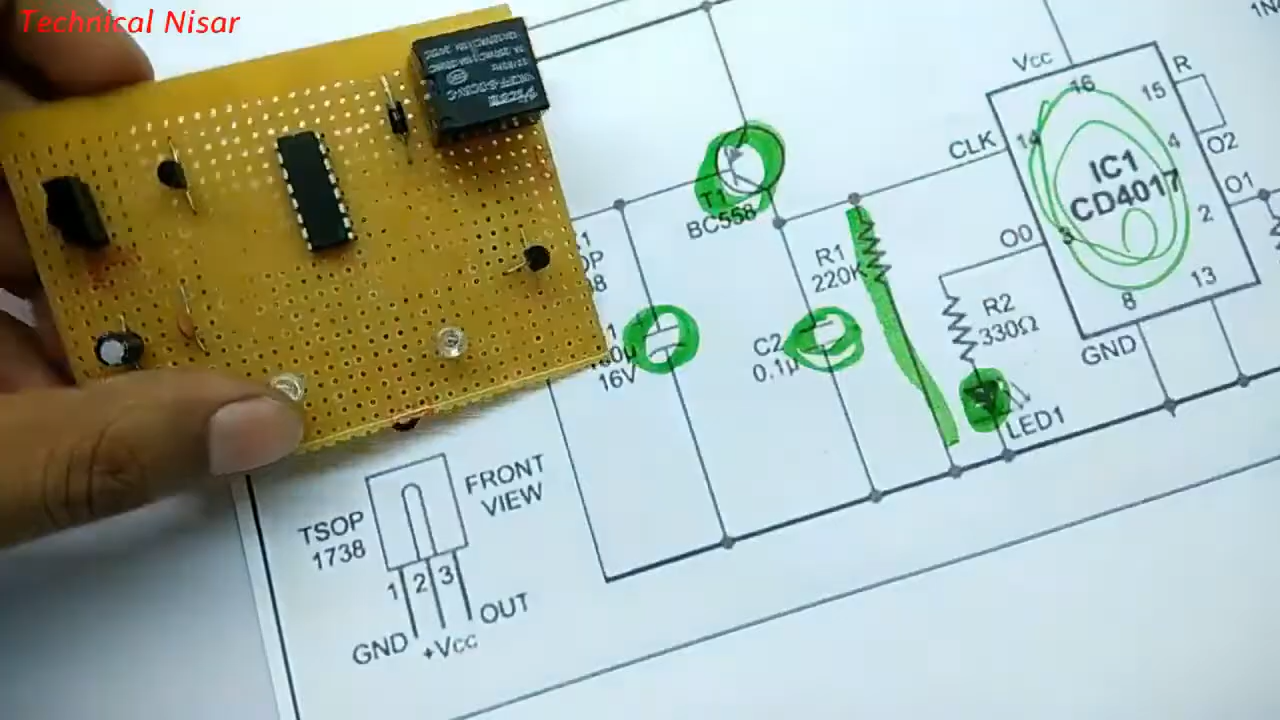 Technical Nisar
1N4
Vcc
16
15
R
14
CLK
4
O2
IC1
CD4017
O1
T1
BC558
2
3
O0
R1
220K
8
13
R2
330Ω
C2
0.1µ
GND
16V
LED1
FRONT
VIEW
TSOP
1738
1 2 3
GND
+Vcc
OUT